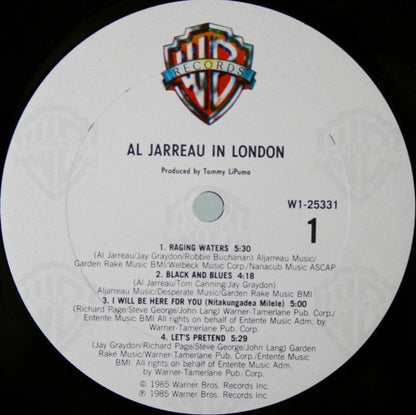 WB
RECORDS
AL JARREAU IN LONDON
Produced by Tommy LiPuma
W1-25331
1
1. RAGING WATERS 5:30
(Al Jarreau/Jay Graydon/Robbie Buchanan) Aljarreau Music/
Garden Rake Music BMI/Welbeck Music Corp./Nanacub Music ASCAP
2. BLACK AND BLUES 4:18
(Al Jarreau/Tom Canning/Jay Graydon)
Aljarreau Music/Desperate Music/Garden Rake Music BMI
3. I WILL BE HERE FOR YOU (Nitakungadea Milele) 5:00
(Richard Page/Steve George/John Lang) Warner-Tamerlane Pub. Corp./
Entente Music BMI. All rights on behalf of Entente Music Adm. by
Warner-Tamerlane Pub. Corp.
4. LET'S PRETEND 5:29
(Jay Graydon/Richard Page/Steve George/John Lang) Garden
Rake Music/Warner-Tamerlane Pub. Corp./Entente Music
BMI. All rights on behalf of Entente Music Adm.
by Warner-Tamerlane Pub. Corp.
© 1985 Warner Bros. Records Inc.
℗ 1985 Warner Bros. Records Inc.